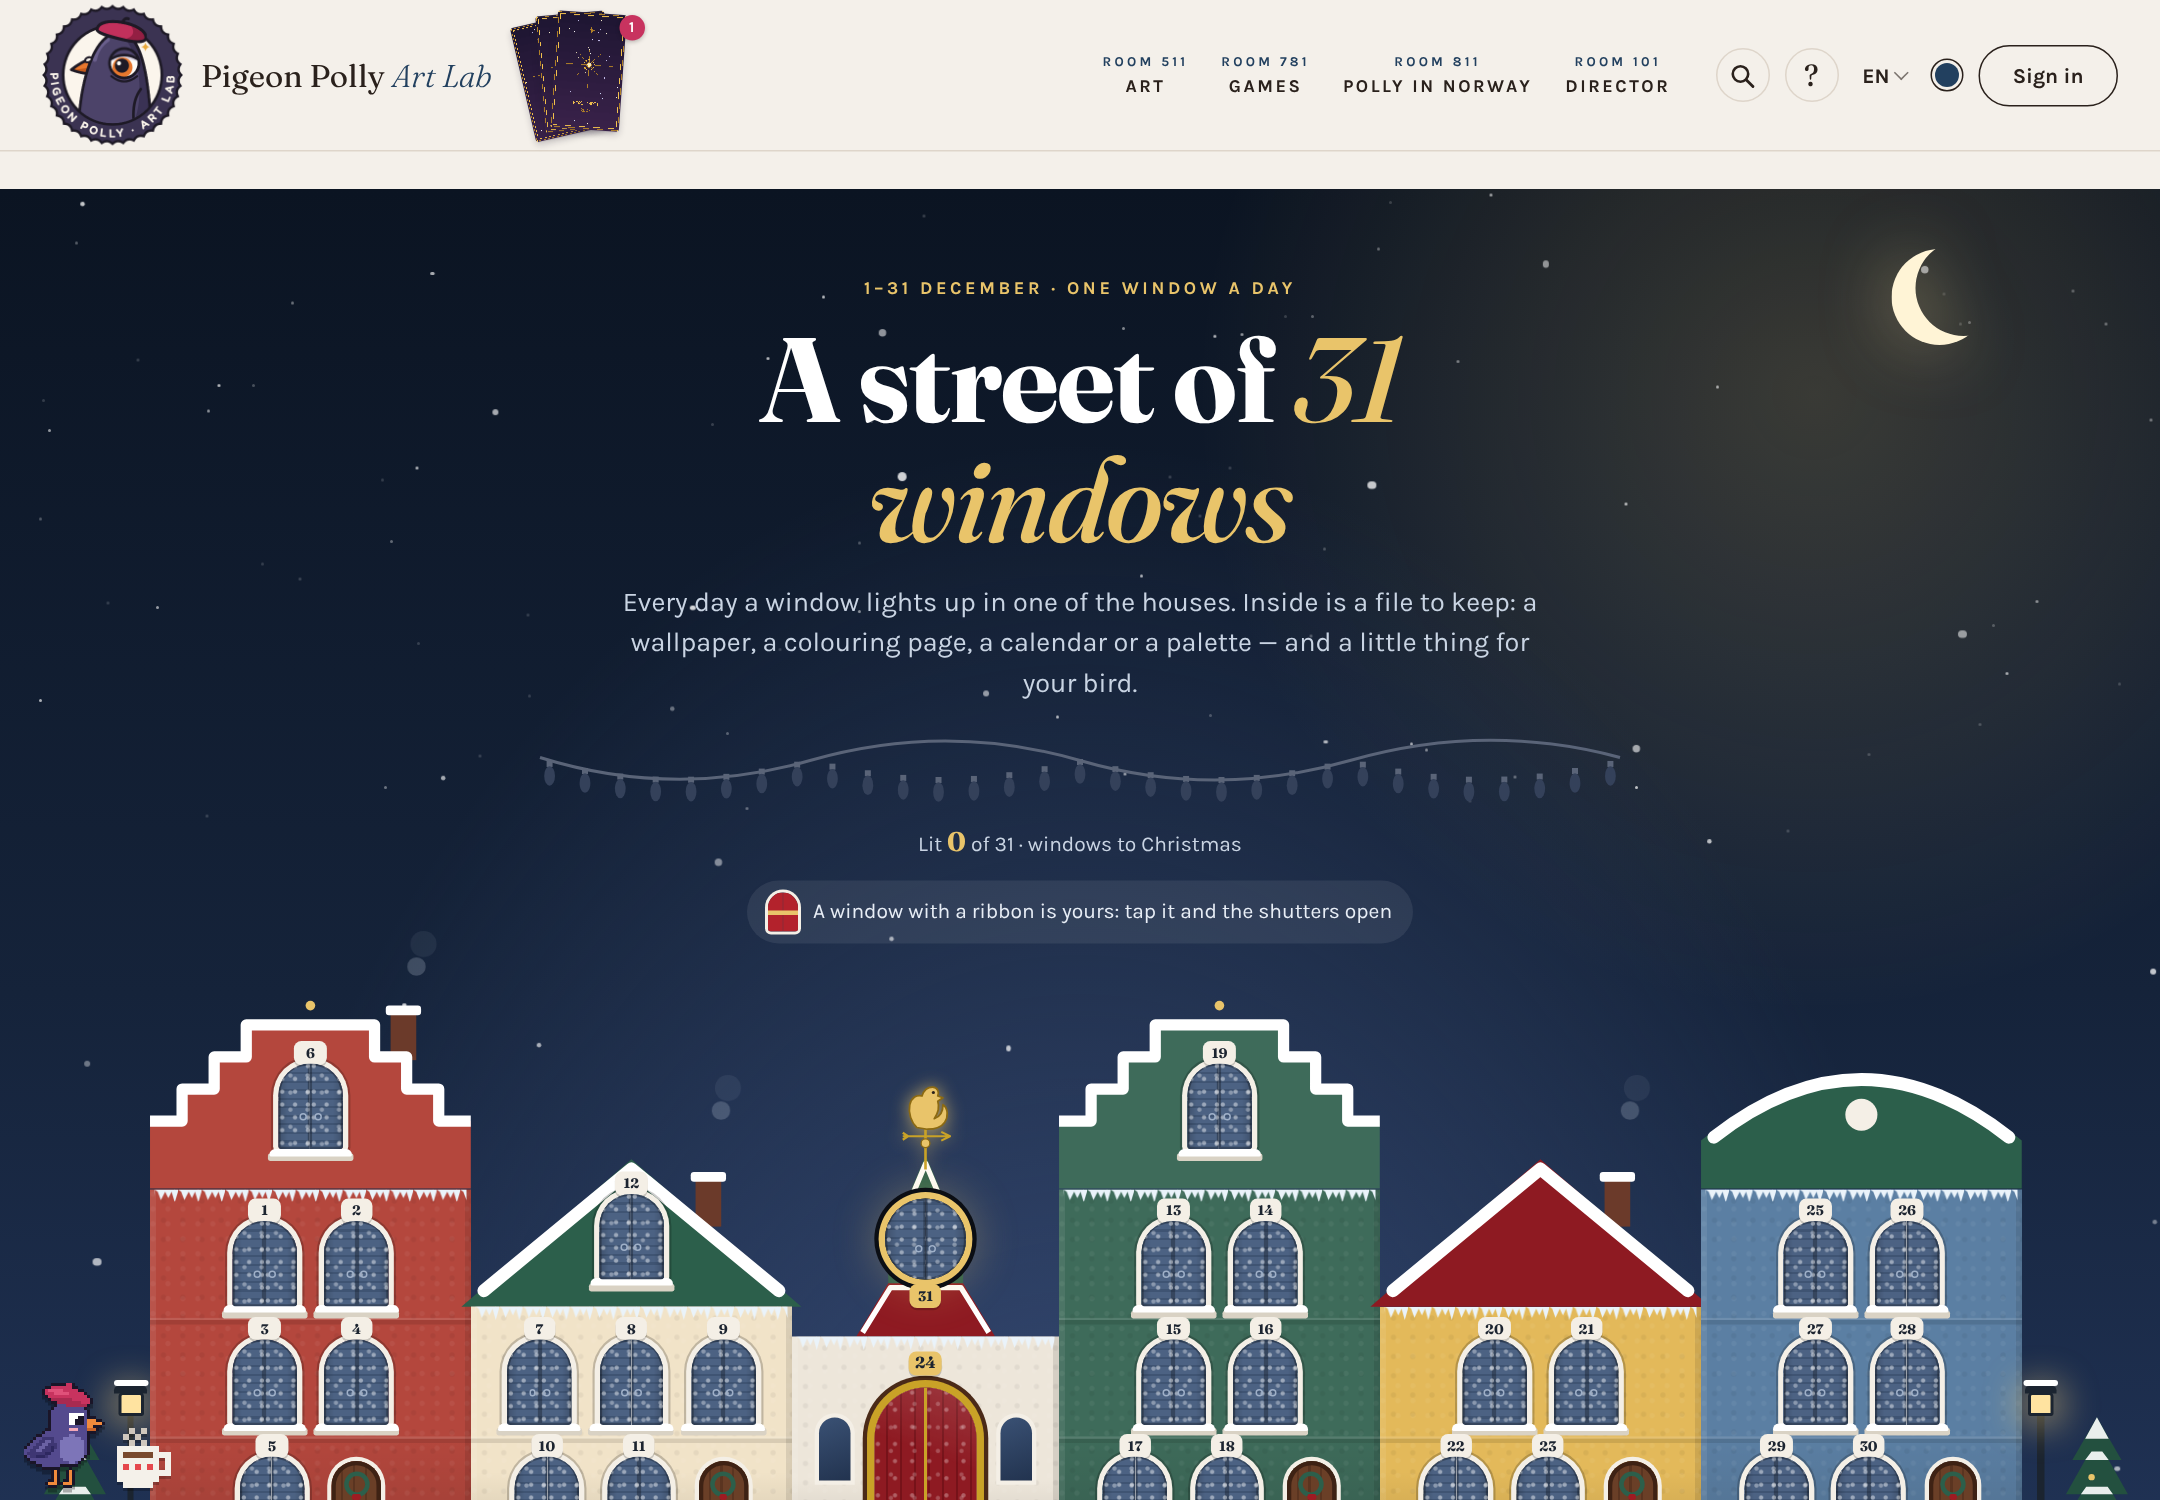 PIGEON POLLY · ART LAB
Pigeon Polly Art Lab
1
ROOM 511
ART
ROOM 781
GAMES
ROOM 811
POLLY IN NORWAY
ROOM 101
DIRECTOR
?
EN
Sign in
1–31 DECEMBER · ONE WINDOW A DAY
A street of 31
windows
Every day a window lights up in one of the houses. Inside is a file to keep: a
wallpaper, a colouring page, a calendar or a palette — and a little thing for
your bird.
Lit 0 of 31 · windows to Christmas
A window with a ribbon is yours: tap it and the shutters open
6
19
12
1 2
13 14
25 26
31
3 4
7 8 9
15 16
20 21
27 28
24
5
10 11
17 18
22 23
29 30